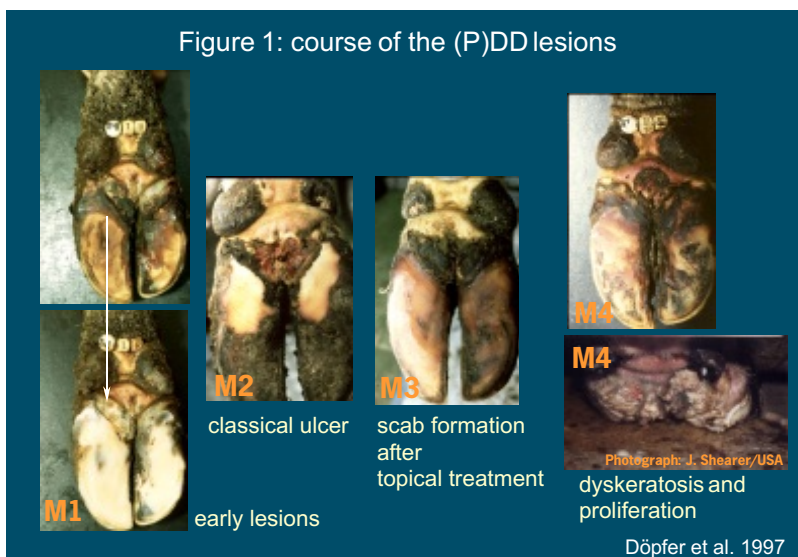 Figure 1: course of the (P)DD lesions
M1
early lesions
M2
classical ulcer
M3
scab formation
after
topical treatment
M4
M4
Photograph: J. Shearer/USA
dyskeratosis and
proliferation
Döpfer et al. 1997